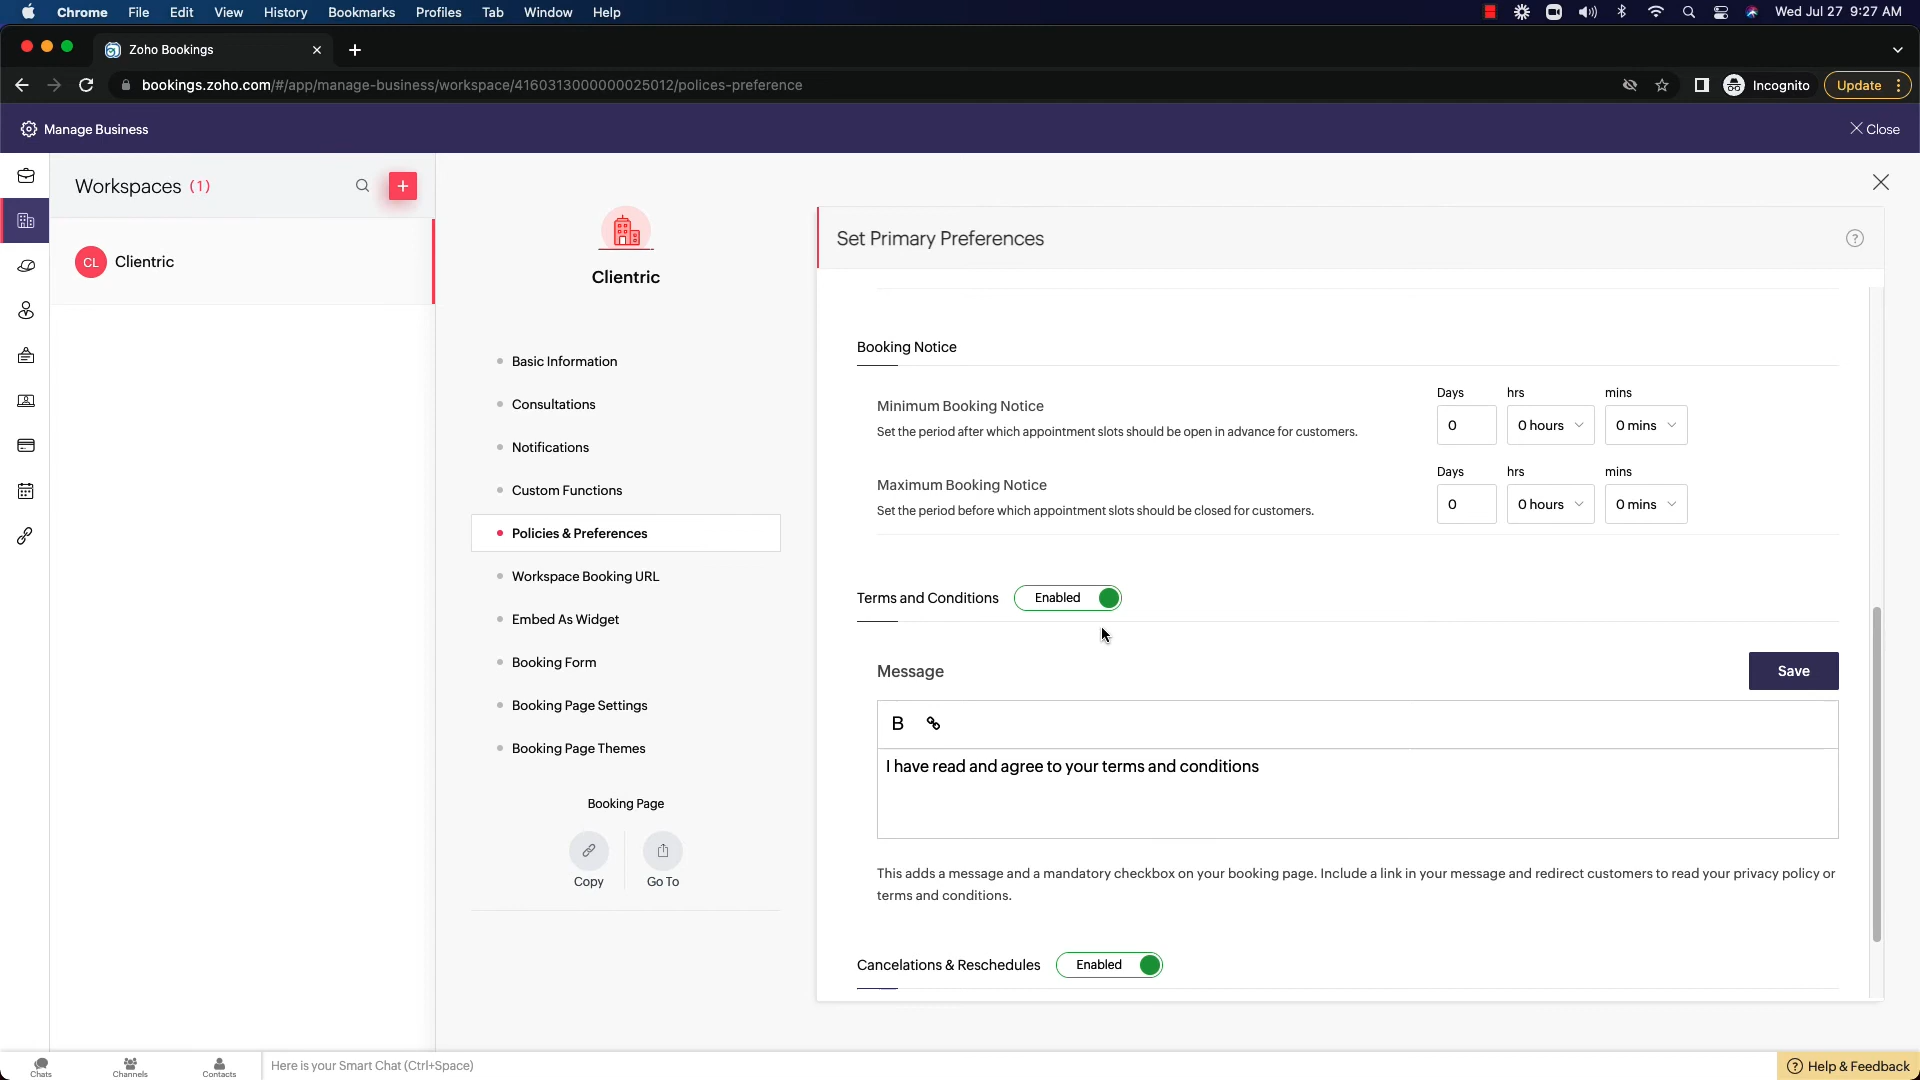 Chrome File Edit View History Bookmarks Profiles Tab Window Help Wed Jul 27 9:27 AM
Zoho Bookings
bookings.zoho.com/#/app/manage-business/workspace/4160313000000025012/polices-preference Incognito Update
Manage Business Close
Workspaces (1)
CL Clientric
Clientric
Basic Information
Consultations
Notifications
Custom Functions
Policies & Preferences
Workspace Booking URL
Embed As Widget
Booking Form
Booking Page Settings
Booking Page Themes
Booking Page
Copy Go To
Set Primary Preferences ?
Booking Notice
Days hrs mins
Minimum Booking Notice
0 0 hours 0 mins
Set the period after which appointment slots should be open in advance for customers.
Days hrs mins
Maximum Booking Notice
0 0 hours 0 mins
Set the period before which appointment slots should be closed for customers.
Terms and Conditions Enabled
Message Save
B
I have read and agree to your terms and conditions
This adds a message and a mandatory checkbox on your booking page. Include a link in your message and redirect customers to read your privacy policy or
terms and conditions.
Cancelations & Reschedules Enabled
Chats Channels Contacts Here is your Smart Chat (Ctrl+Space) ? Help & Feedback